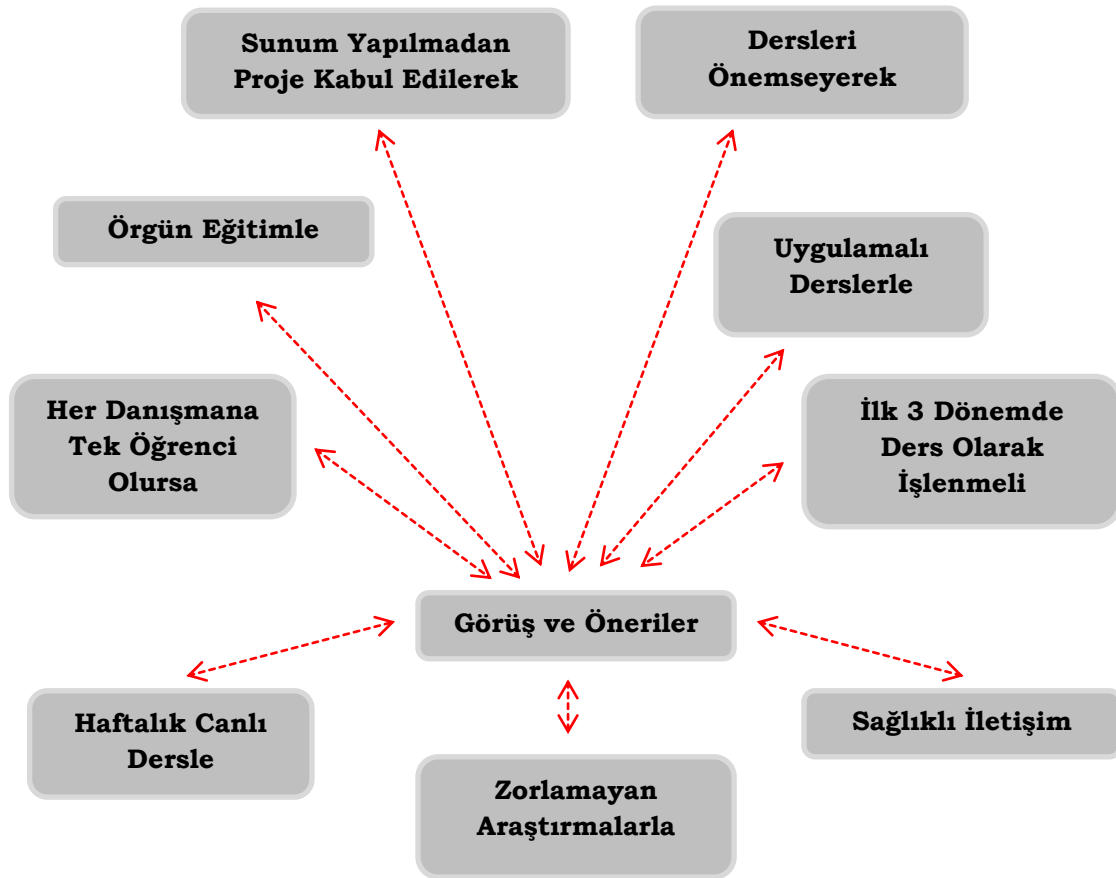 Sunum Yapılmadan
Proje Kabul Edilerek
Dersleri
Önemseyerek
Örgün Eğitimle
Uygulamalı
Derslerle
Her Danışmana
Tek Öğrenci
Olursa
İlk 3 Dönemde
Ders Olarak
İşlenmeli
Görüş ve Öneriler
Haftalık Canlı
Dersle
Sağlıklı İletişim
Zorlamayan
Araştırmalarla